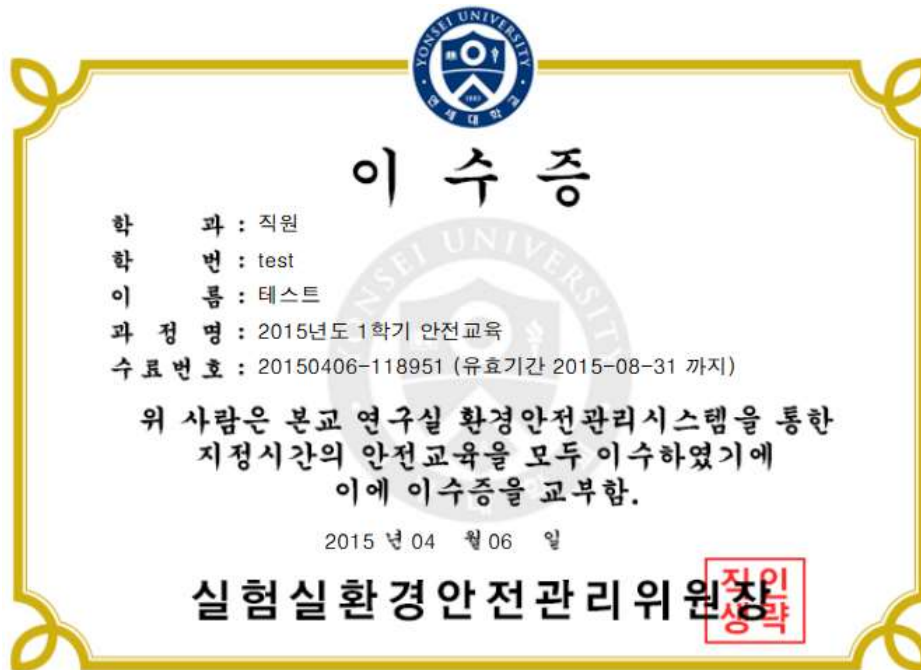 YONSEI UNIVERSITY
1885
연세대학교
이수증
학 과 : 직원
학 번 : test
이 름 : 테스트
과 정 명 : 2015년도 1학기 안전교육
수료번호 : 20150406-118951 (유효기간 2015-08-31 까지)
위 사람은 본교 연구실 환경안전관리시스템을 통한
지정시간의 안전교육을 모두 이수하였기에
이에 이수증을 교부함.
2015 년 04 월 06 일
실험실환경안전관리위원장
직인
생략